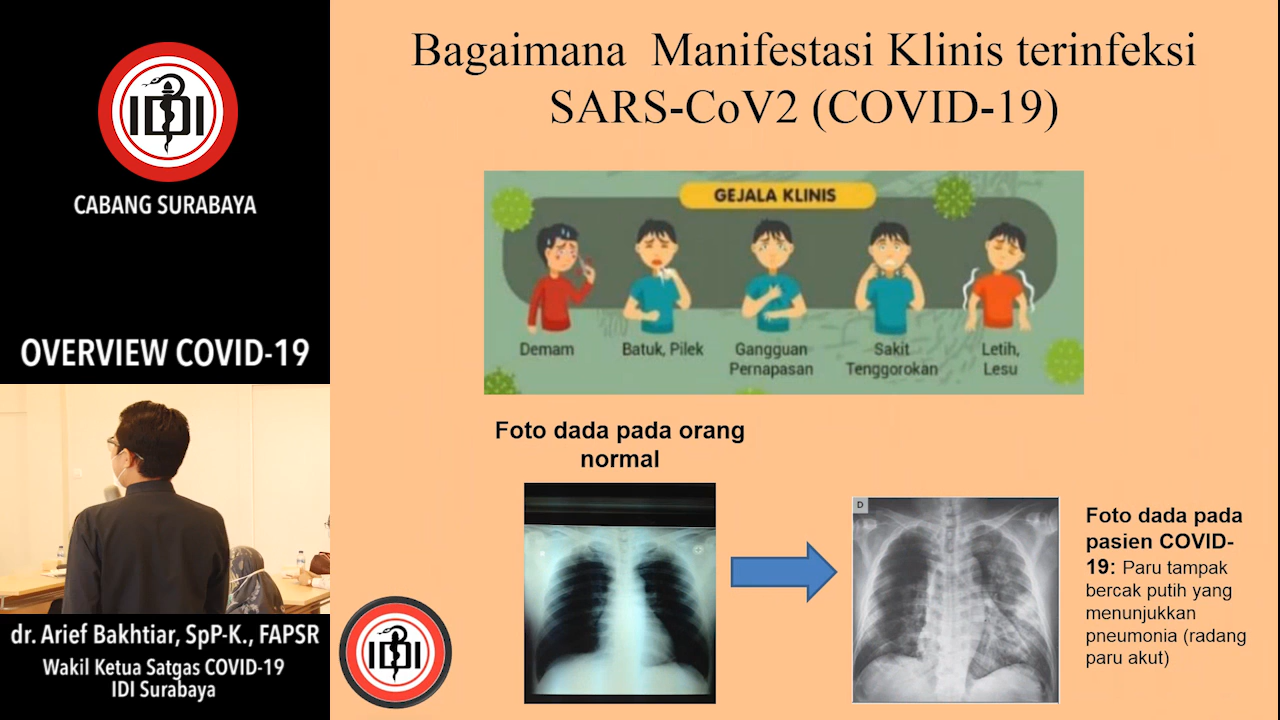 IDI
CABANG SURABAYA
OVERVIEW COVID-19
dr. Arief Bakhtiar, SpP-K., FAPSR
Wakil Ketua Satgas COVID-19
IDI Surabaya
Bagaimana Manifestasi Klinis terinfeksi
SARS-CoV2 (COVID-19)
GEJALA KLINIS
Demam
Batuk, Pilek
Gangguan
Pernapasan
Sakit
Tenggorokan
Letih,
Lesu
Foto dada pada orang
normal
D
Foto dada pada
pasien COVID-
19: Paru tampak
bercak putih yang
menunjukkan
pneumonia (radang
paru akut)
IDI